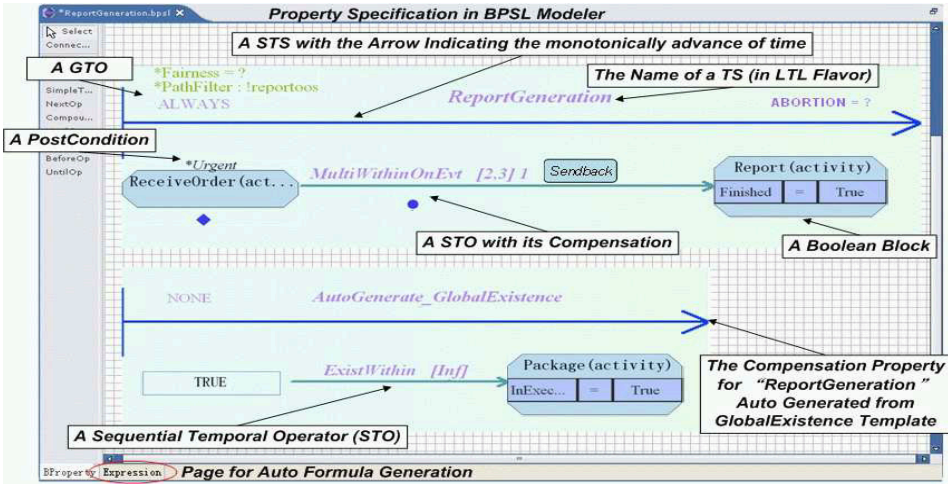 *ReportGeneration.bpsl
Property Specification in BPSL Modeler
Select
Connec...
A STS with the Arrow Indicating the monotonically advance of time
A GTO
*Fairness = ?
The Name of a TS (in LTL Flavor)
SimpleT...
*PathFilter : !reportoos
NextOp
ALWAYS
ReportGeneration
ABORTION = ?
Compou...
A PostCondition
BeforeOp
*Urgent
UntilOp
ReceiveOrder(act...
MultiWithinOnEvt [2.3] 1
Sendback
Report(activity)
Finished = True
A STO with its Compensation
A Boolean Block
NONE
AutoGenerate_GlobalExistence
TRUE
ExistWithin [Inf]
Package(activity)
InExec... = True
The Compensation Property
for "ReportGeneration"
Auto Generated from
GlobalExistence Template
A Sequential Temporal Operator (STO)
BProperty Expression
Page for Auto Formula Generation